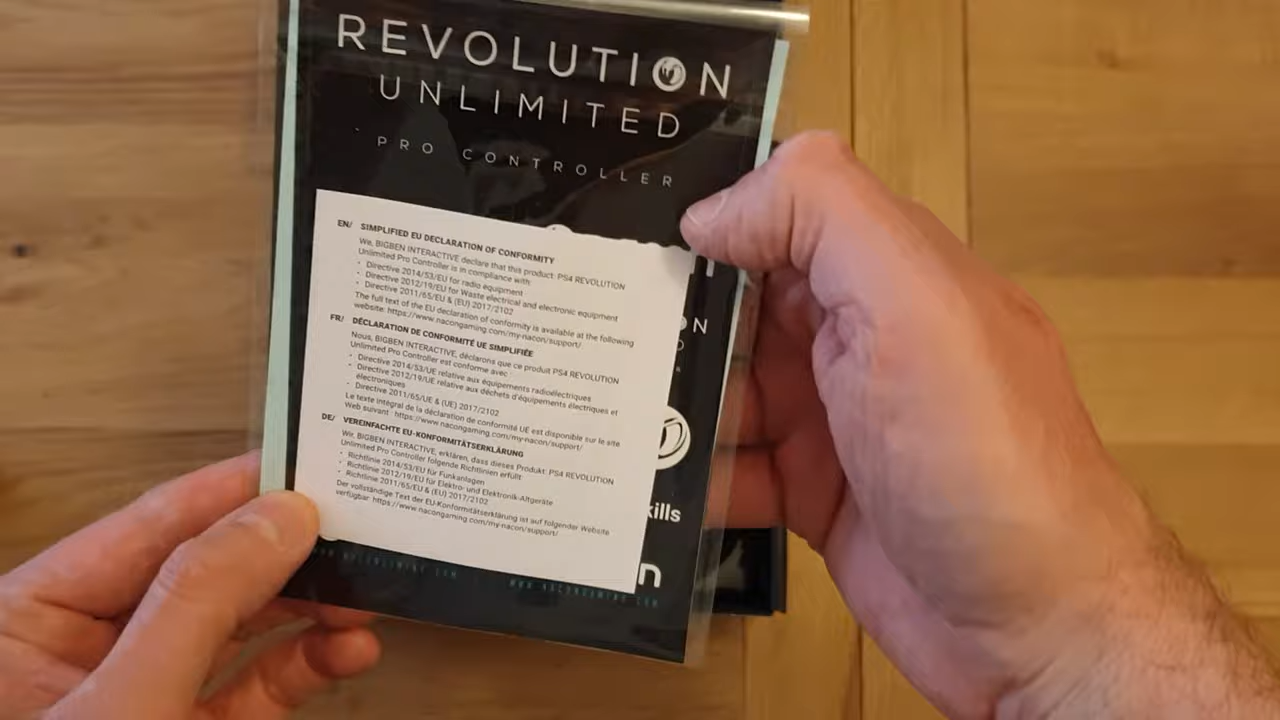 REVOLUTION
UNLIMITED
PRO CONTROLLER
EN/ SIMPLIFIED EU DECLARATION OF CONFORMITY
We, BIGBEN INTERACTIVE declare that this product: PS4 REVOLUTION
Unlimited Pro Controller is in compliance with:
• Directive 2014/53/EU for radio equipment
• Directive 2012/19/EU for Waste electrical and electronic equipment
• Directive 2011/65/EU & (EU) 2017/2102
The full text of the EU declaration of conformity is available at the following
website: https://www.nacongaming.com/my-nacon/support/
FR/ DÉCLARATION DE CONFORMITÉ UE SIMPLIFIÉE
Nous, BIGBEN INTERACTIVE, déclarons que ce produit PS4 REVOLUTION
Unlimited Pro Controller est conforme avec :
• Directive 2014/53/UE relative aux équipements radioélectriques
• Directive 2012/19/UE relative aux déchets d'équipements électriques et
électroniques
• Directive 2011/65/UE & (UE) 2017/2102
Le texte intégral de la déclaration de conformité UE est disponible sur le site
Web suivant : https://www.nacongaming.com/my-nacon/support/
DE/ VEREINFACHTE EU-KONFORMITÄTSERKLÄRUNG
We, BIGBEN INTERACTIVE, erklären, dass dieses Produkt: PS4 REVOLUTION
Unlimited Pro Controller folgende Richtlinien erfüllt:
• Richtlinie 2014/53/EU für Funkanlagen
• Richtlinie 2012/19/EU für Elektro- und Elektronik-Altgeräte
• Richtlinie 2011/65/EU & (EU) 2017/2102
Der vollständige Text der EU-Konformitätserklärung ist auf folgender Website
verfügbar: https://www.nacongaming.com/my-nacon/support/
ON
D
R
kills
n
WWW.NACONGAMING.COM WWW.NACONGAMING.COM